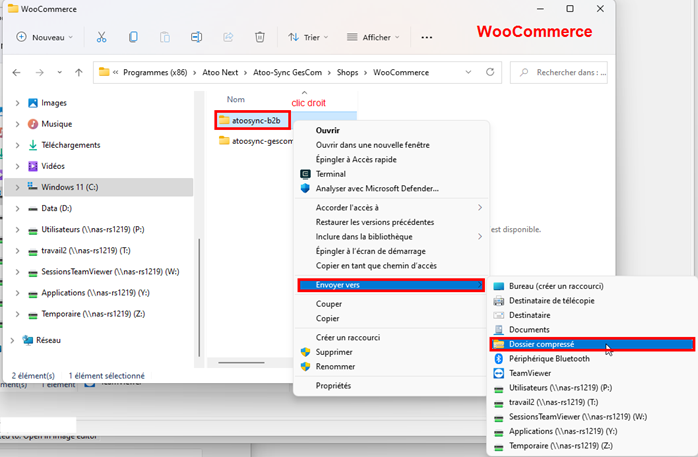 WooCommerce
Nouveau
Trier
Afficher
WooCommerce
Programmes (x86) > Atoo Next > Atoo-Sync GesCom > Shops > WooCommerce
Rechercher dans : ...
Images
Musique
Téléchargements
Vidéos
Windows 11 (C:)
Data (D:)
Utilisateurs (\\nas-rs1219) (P:)
travail2 (\\nas-rs1219) (T:)
SessionsTeamViewer (\\nas-rs1219) (W:)
Applications (\\nas-rs1219) (Y:)
Temporaire (\\nas-rs1219) (Z:)
Réseau
Nom
clic droit
atoosync-b2b
atoosync-gescom
est disponible.
Ouvrir
Ouvrir dans une nouvelle fenêtre
Épingler à Accès rapide
Terminal
Analyser avec Microsoft Defender...
Accorder l'accès à
Restaurer les versions précédentes
Inclure dans la bibliothèque
Épingler à l'écran de démarrage
Copier en tant que chemin d'accès
Envoyer vers
Couper
Copier
Créer un raccourci
Supprimer
Renommer
Propriétés
Bureau (créer un raccourci)
Destinataire de télécopie
Destinataire
Documents
Dossier compressé
Périphérique Bluetooth
TeamViewer
Utilisateurs (\\nas-rs1219) (P:)
travail2 (\\nas-rs1219) (T:)
SessionsTeamViewer (\\nas-rs1219) (W:)
Applications (\\nas-rs1219) (Y:)
Temporaire (\\nas-rs1219) (Z:)
2 élément(s)
1 élément sélectionné
1 élément
TeamViewer
to: Open in image editor